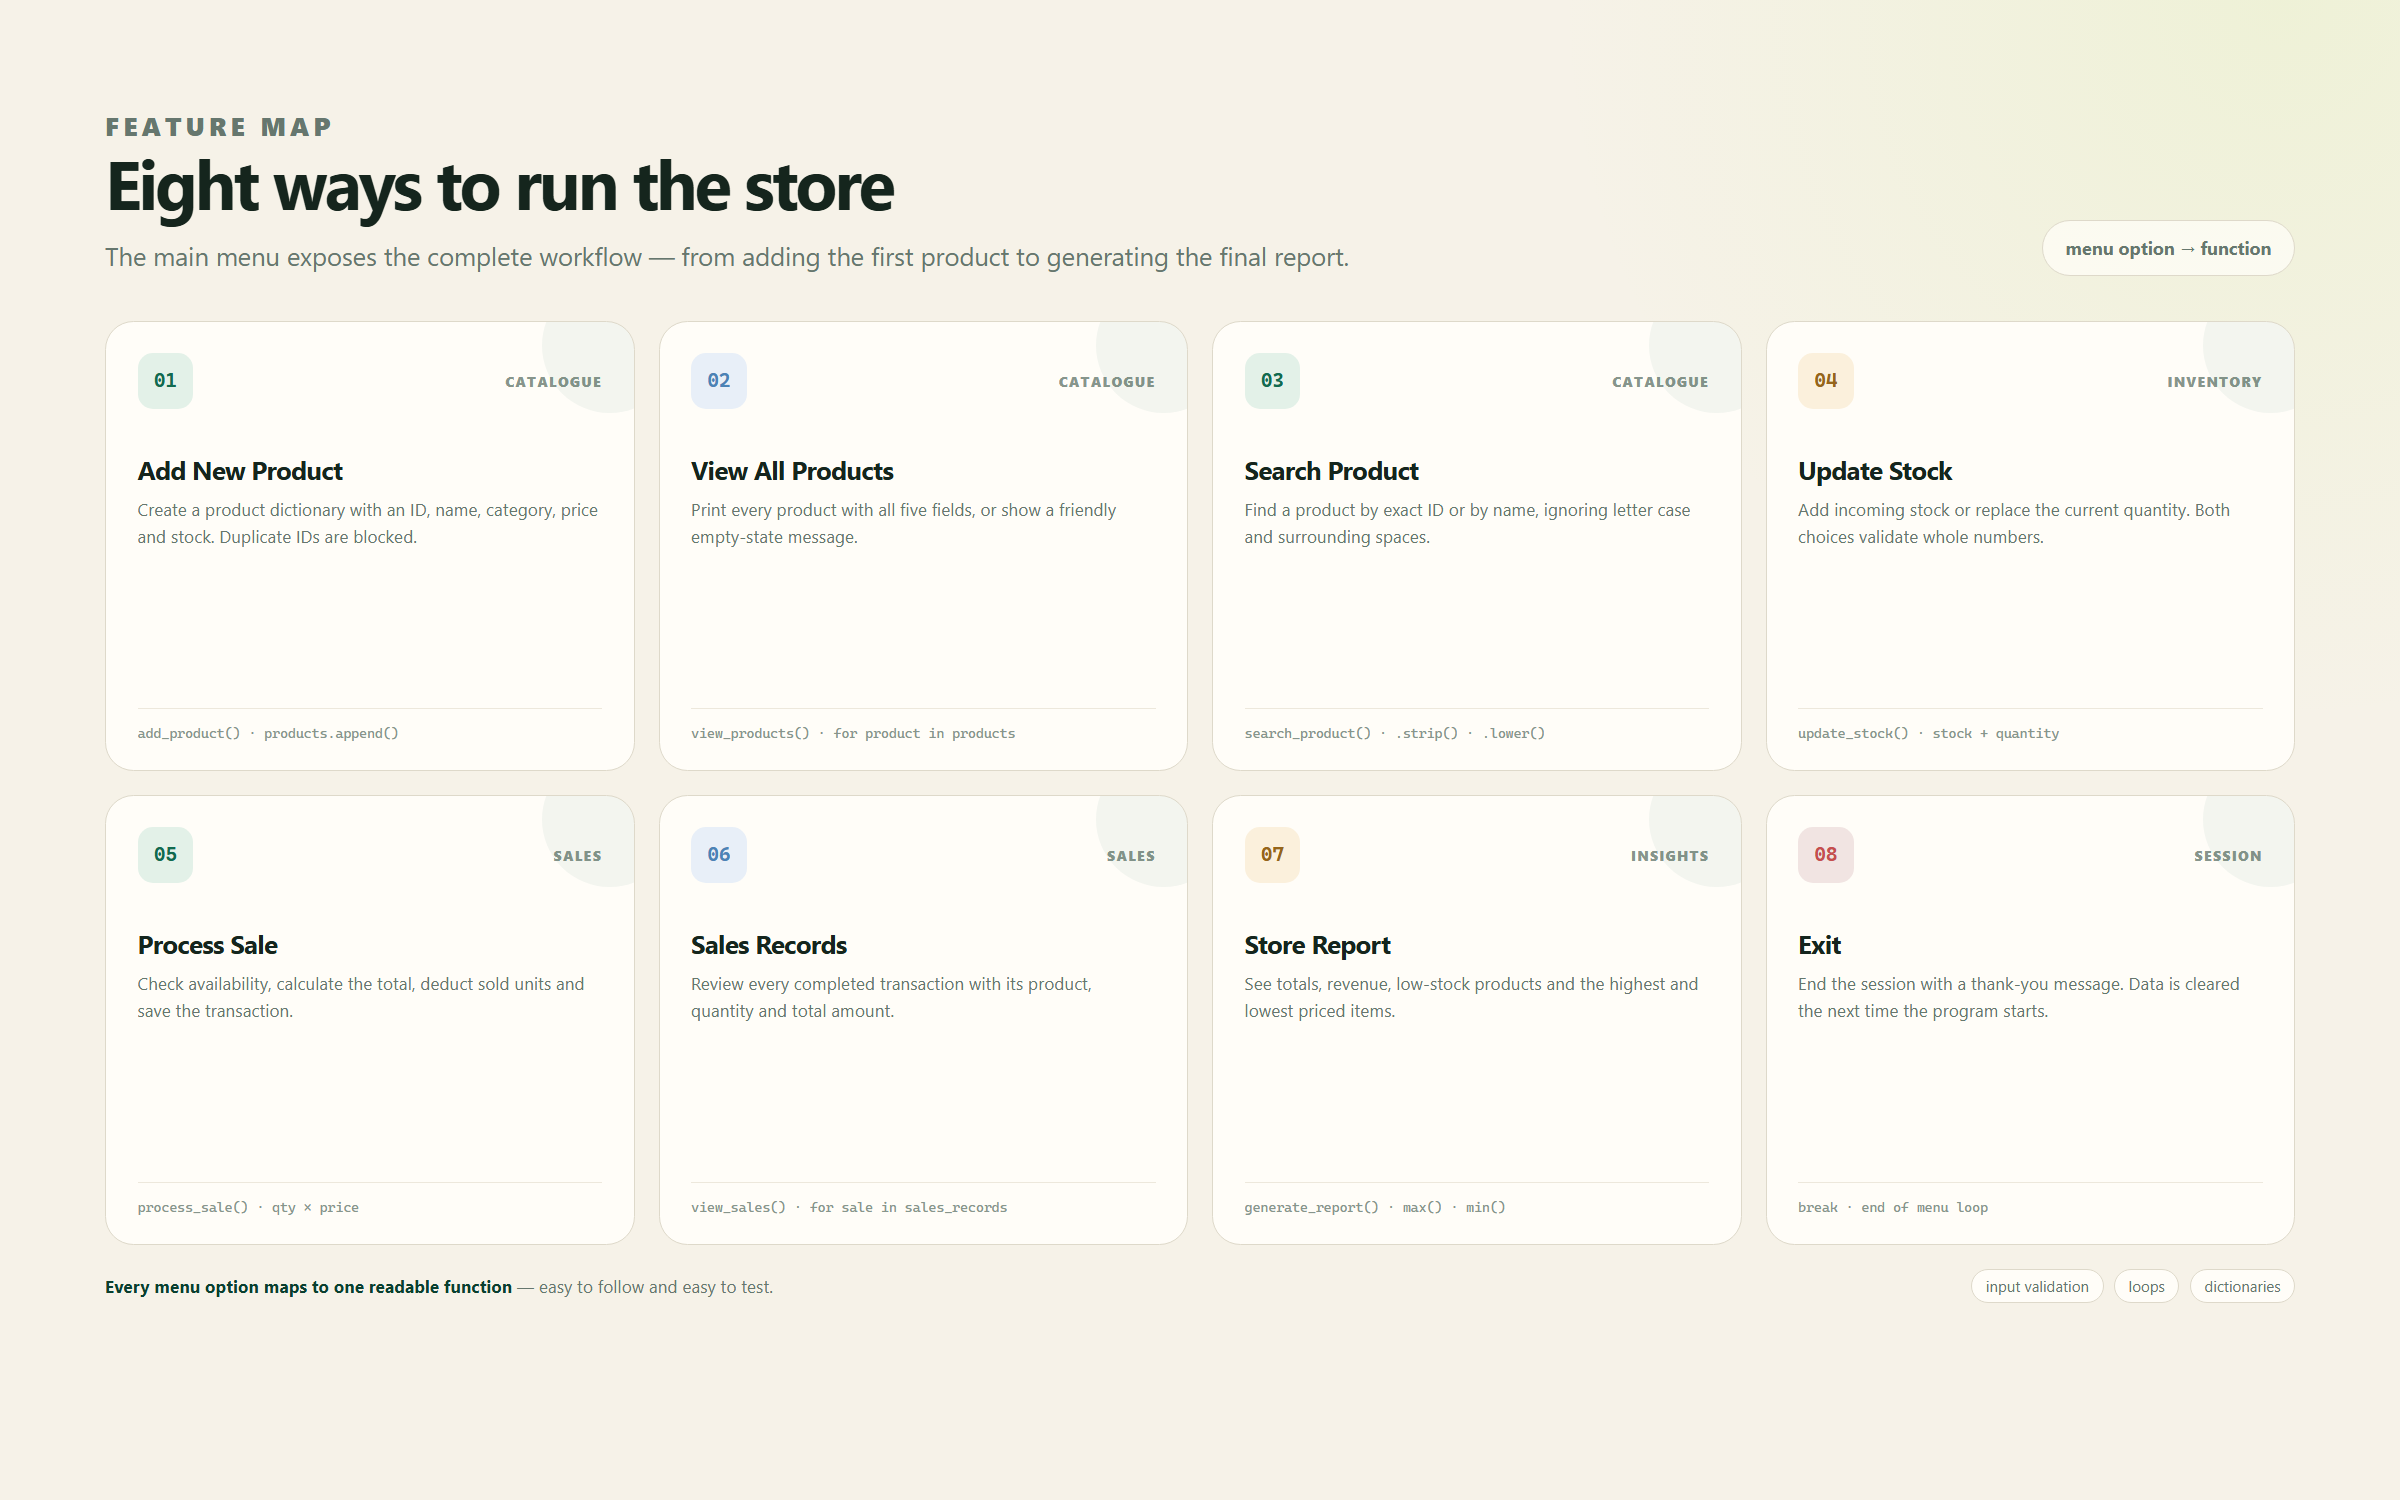 FEATURE MAP
Eight ways to run the store
The main menu exposes the complete workflow — from adding the first product to generating the final report.
menu option → function
01
CATALOGUE
Add New Product
Create a product dictionary with an ID, name, category, price
and stock. Duplicate IDs are blocked.
add_product() · products.append()
02
CATALOGUE
View All Products
Print every product with all five fields, or show a friendly
empty-state message.
view_products() · for product in products
03
CATALOGUE
Search Product
Find a product by exact ID or by name, ignoring letter case
and surrounding spaces.
search_product() · .strip() · .lower()
04
INVENTORY
Update Stock
Add incoming stock or replace the current quantity. Both
choices validate whole numbers.
update_stock() · stock + quantity
05
SALES
Process Sale
Check availability, calculate the total, deduct sold units and
save the transaction.
process_sale() · qty × price
06
SALES
Sales Records
Review every completed transaction with its product,
quantity and total amount.
view_sales() · for sale in sales_records
07
INSIGHTS
Store Report
See totals, revenue, low-stock products and the highest and
lowest priced items.
generate_report() · max() · min()
08
SESSION
Exit
End the session with a thank-you message. Data is cleared
the next time the program starts.
break · end of menu loop
Every menu option maps to one readable function — easy to follow and easy to test.
input validation
loops
dictionaries